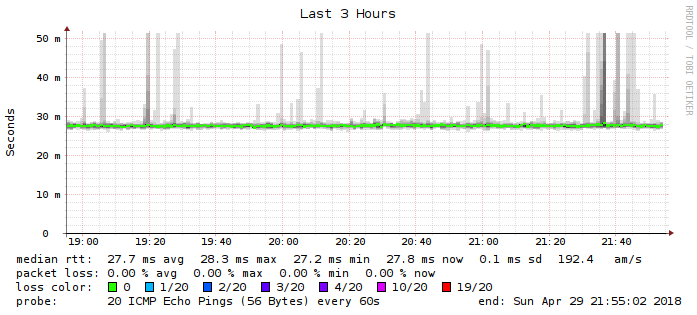 Last 3 Hours
RRDTOOL / TOBI OETIKER
Seconds
50 m
40 m
30 m
20 m
10 m
0
19:00 19:20 19:40 20:00 20:20 20:40 21:00 21:20 21:40
median rtt: 27.7 ms avg 28.3 ms max 27.2 ms min 27.8 ms now 0.1 ms sd 192.4 am/s
packet loss: 0.00 % avg 0.00 % max 0.00 % min 0.00 % now
loss color: 0 1/20 2/20 3/20 4/20 10/20 19/20
probe: 20 ICMP Echo Pings (56 Bytes) every 60s end: Sun Apr 29 21:55:02 2018